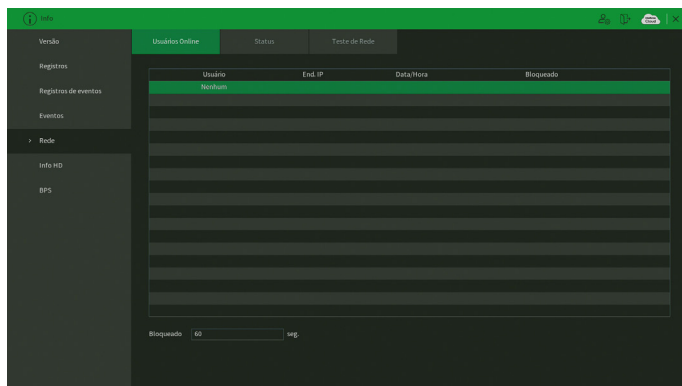 Info
Versão
Registros
Registros de eventos
Eventos
> Rede
Info HD
BPS
Usuários Online Status Teste de Rede
Usuário End. IP Data/Hora Bloqueado
Nenhum
Bloqueado 60 seg.